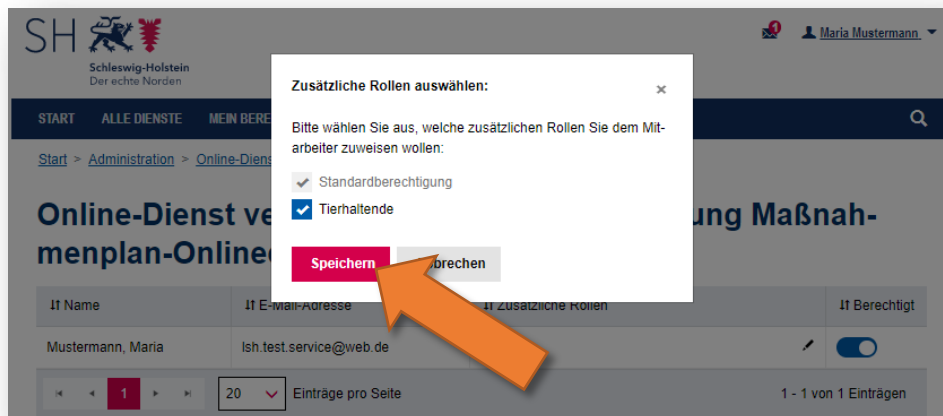 SH
Schleswig-Holstein
Der echte Norden
1
Maria Mustermann
START ALLE DIENSTE MEIN BERE
Start > Administration > Online-Diens
Online-Dienst ve ung Maßnah-
menplan-Online
Zusätzliche Rollen auswählen:
×
Bitte wählen Sie aus, welche zusätzlichen Rollen Sie dem Mit-
arbeiter zuweisen wollen:
Standardberechtigung
Tierhaltende
Speichern brechen
Name E-Mail-Adresse Zusätzliche Rollen Berechtigt
Mustermann, Maria lsh.test.service@web.de
1 20 Einträge pro Seite 1 - 1 von 1 Einträgen